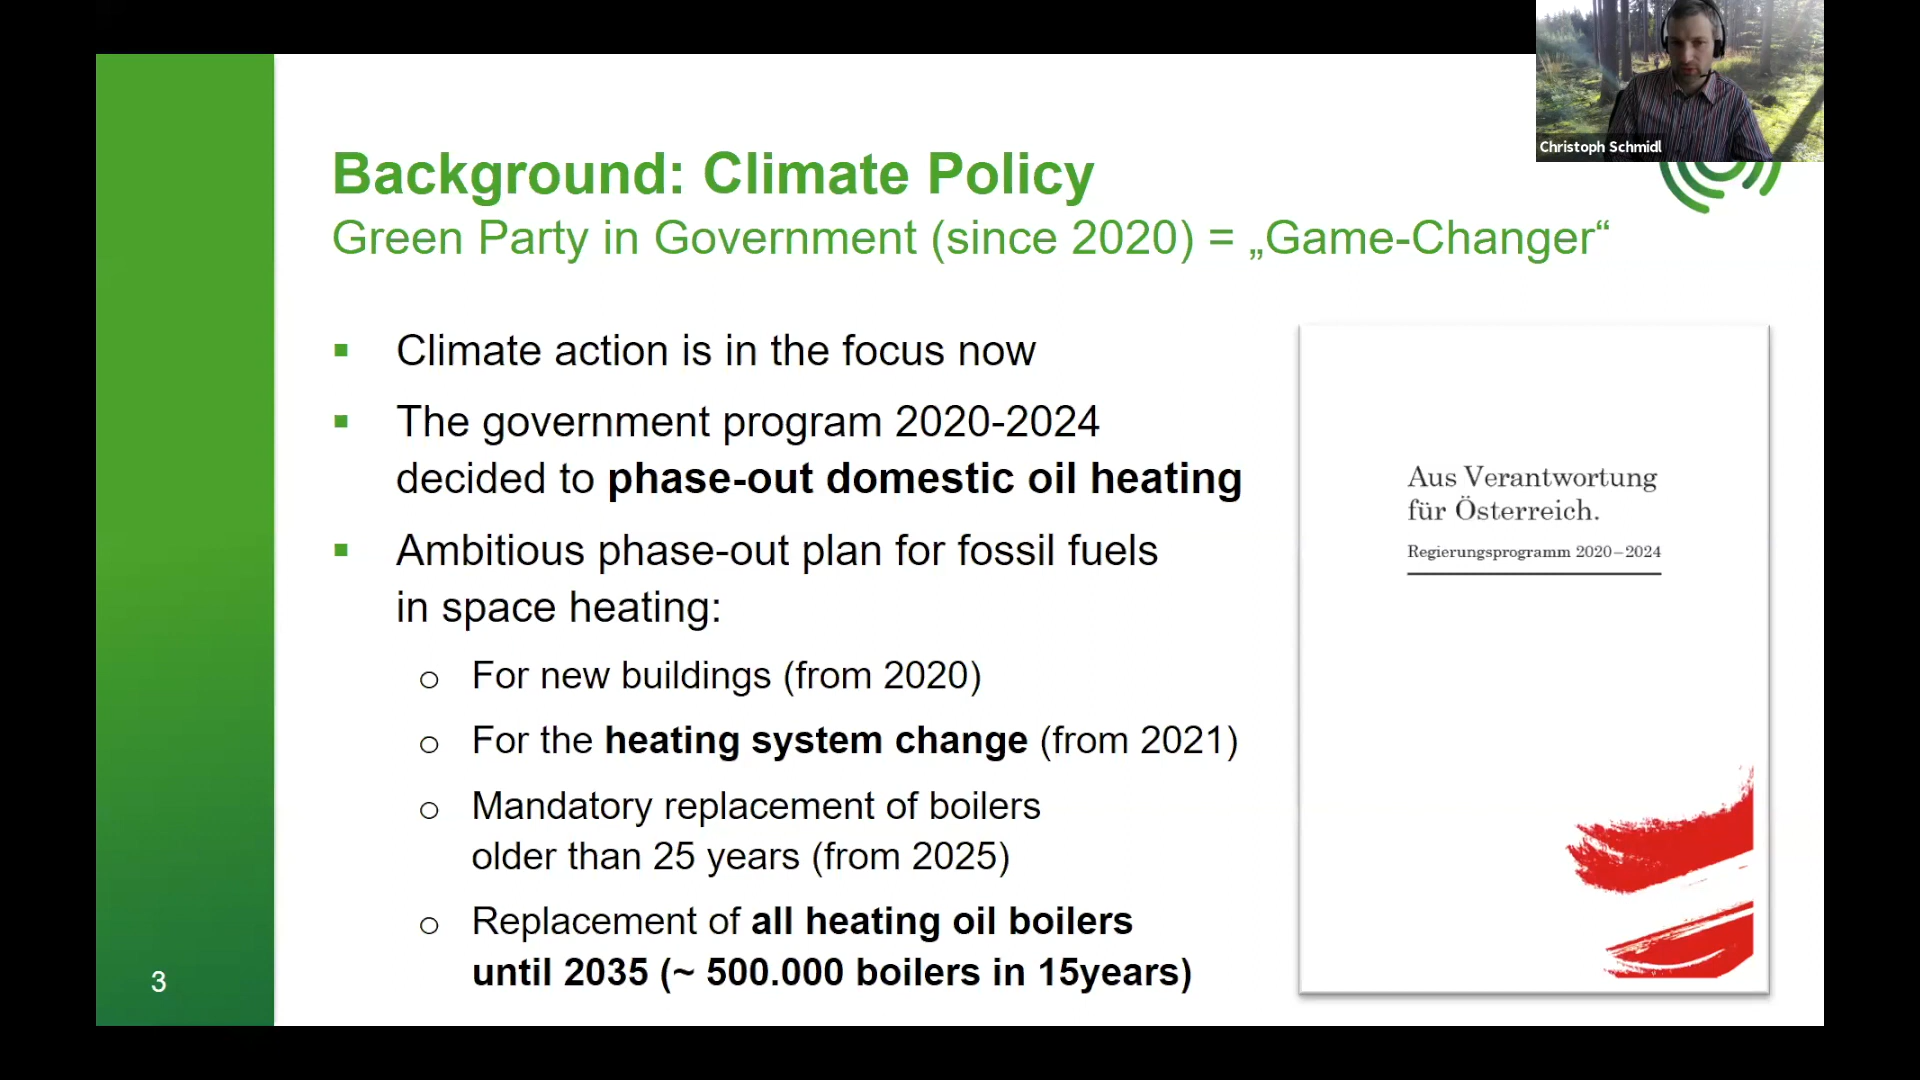 Christoph Schmidl
Background: Climate Policy
Green Party in Government (since 2020) = „Game-Changer“
▪ Climate action is in the focus now
▪ The government program 2020-2024
decided to phase-out domestic oil heating
▪ Ambitious phase-out plan for fossil fuels
in space heating:
o For new buildings (from 2020)
o For the heating system change (from 2021)
o Mandatory replacement of boilers
older than 25 years (from 2025)
o Replacement of all heating oil boilers
until 2035 (~ 500.000 boilers in 15years)
Aus Verantwortung
für Österreich.
Regierungsprogramm 2020–2024
3